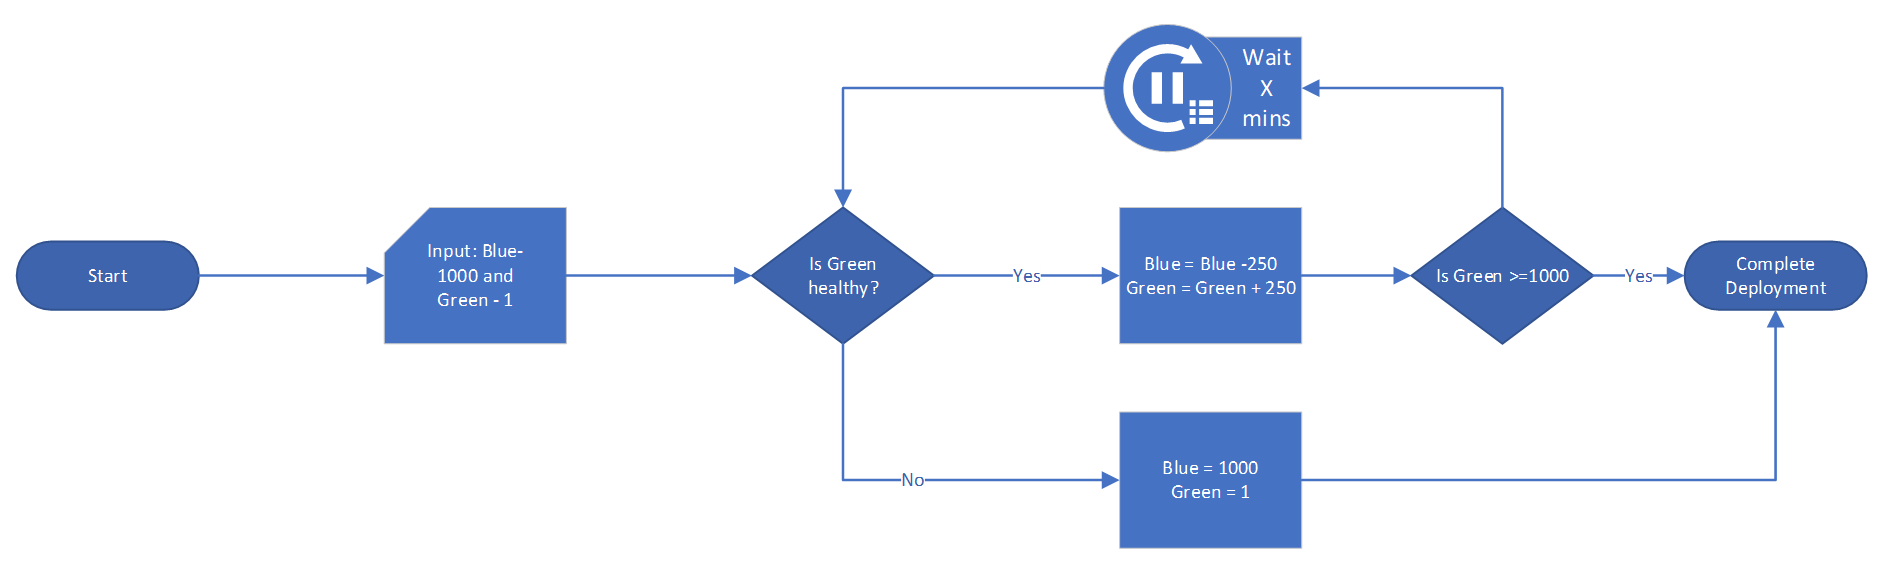 Wait
X
mins
Start
Input: Blue-
1000 and
Green - 1
Is Green
healthy?
Yes
Blue = Blue -250
Green = Green + 250
Is Green >=1000
Yes
Complete
Deployment
No
Blue = 1000
Green = 1